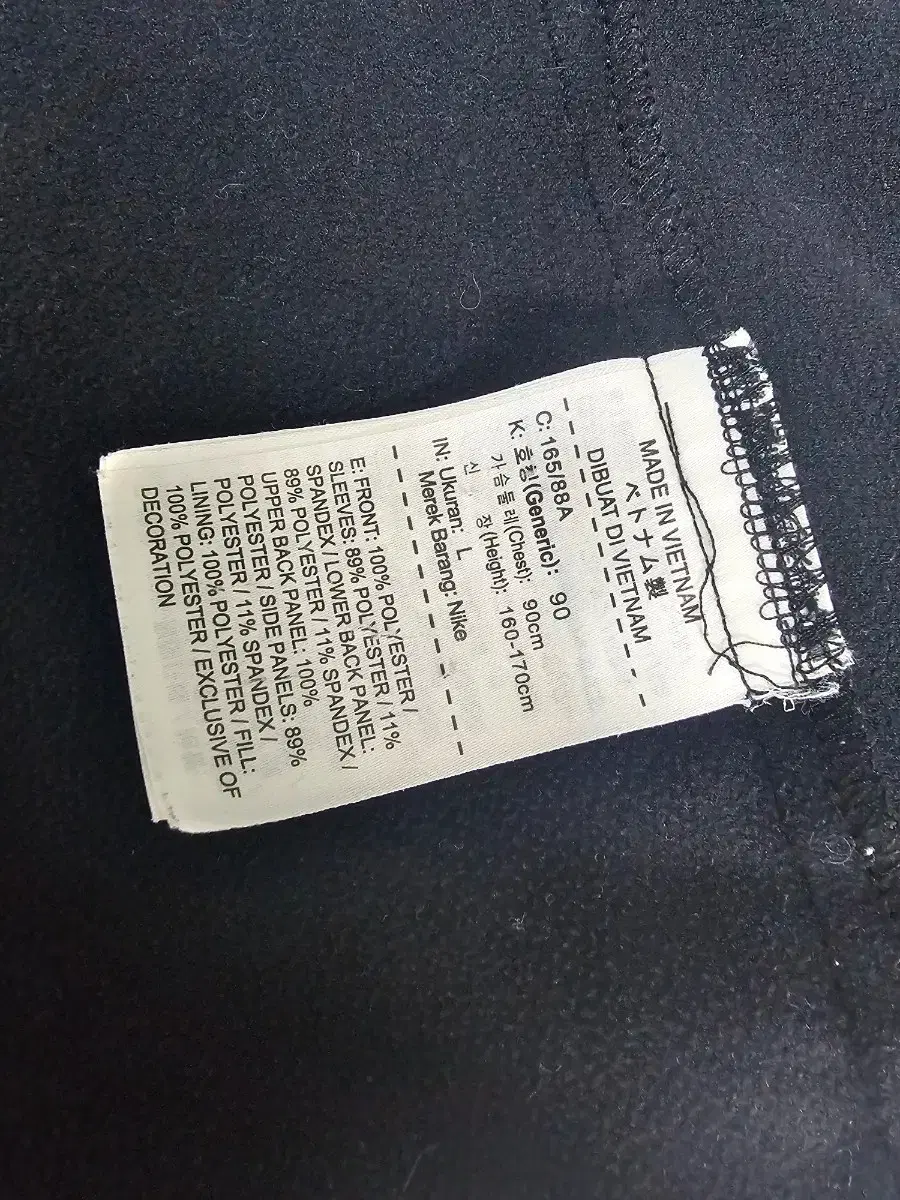 MADE IN VIETNAM
ベトナム製
DIBUAT DI VIETNAM
C: 165/88A
K: 호칭(Generic): 90
가슴둘레(Chest): 90cm
신 장(Height): 160-170cm
IN: Ukuran: L
Merek Barang: Nike
E: FRONT: 100% POLYESTER /
SLEEVES: 89% POLYESTER / 11%
SPANDEX / LOWER BACK PANEL:
89% POLYESTER / 11% SPANDEX /
UPPER BACK PANEL: 100%
POLYESTER / SIDE PANELS: 89%
POLYESTER / 11% SPANDEX /
LINING: 100% POLYESTER / FILL:
100% POLYESTER / EXCLUSIVE OF
DECORATION